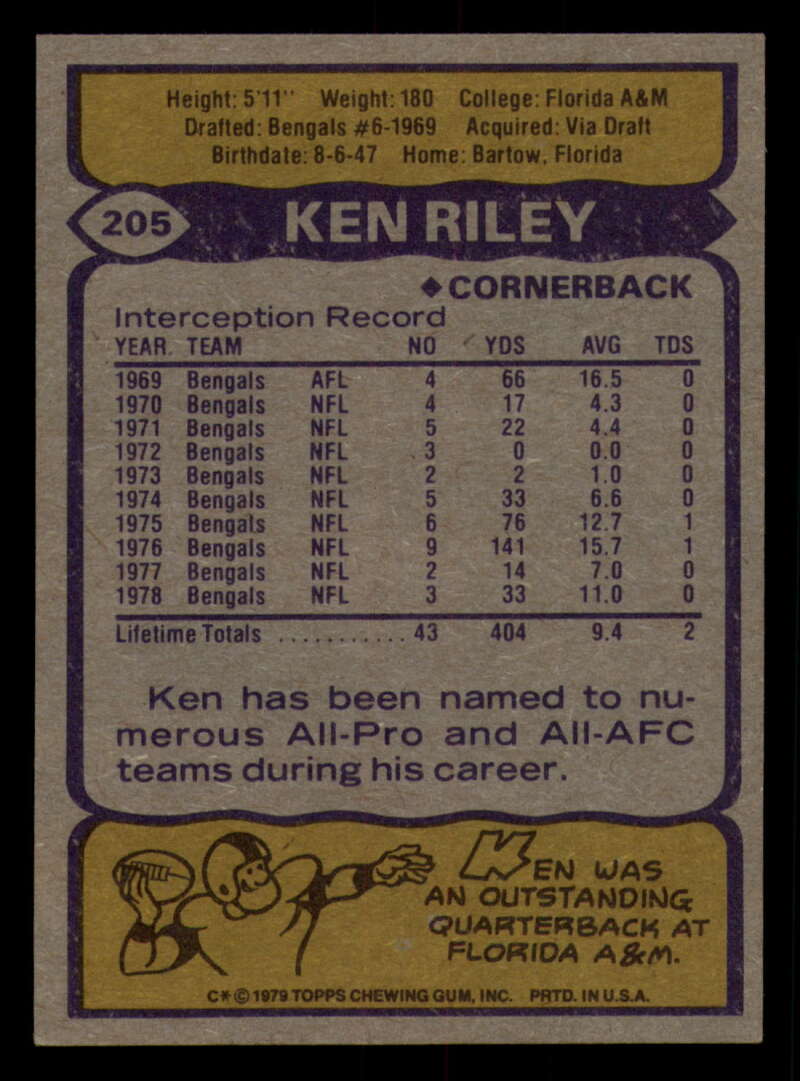 Height: 5'11" Weight: 180 College: Florida A&M
Drafted: Bengals #6-1969 Acquired: Via Draft
Birthdate: 8-6-47 Home: Bartow, Florida
205 KEN RILEY
◆ CORNERBACK
Interception Record
YEAR TEAM NO YDS AVG TDS
1969 Bengals AFL 4 66 16.5 0
1970 Bengals NFL 4 17 4.3 0
1971 Bengals NFL 5 22 4.4 0
1972 Bengals NFL 3 0 0.0 0
1973 Bengals NFL 2 2 1.0 0
1974 Bengals NFL 5 33 6.6 0
1975 Bengals NFL 6 76 12.7 1
1976 Bengals NFL 9 141 15.7 1
1977 Bengals NFL 2 14 7.0 0
1978 Bengals NFL 3 33 11.0 0
Lifetime Totals ............ 43 404 9.4 2
Ken has been named to nu-
merous All-Pro and All-AFC
teams during his career.
KEN WAS
AN OUTSTANDING
QUARTERBACK AT
FLORIDA A&M.
C*© 1979 TOPPS CHEWING GUM, INC. PRTD. IN U.S.A.